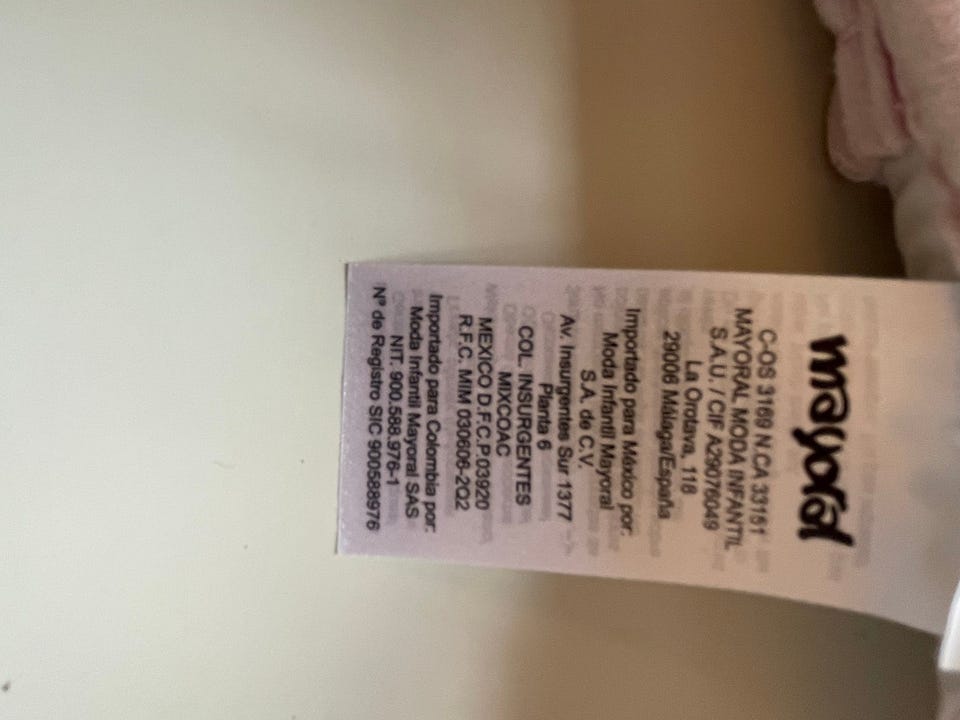 mayoral
C-OS 3169 N.CA 33151
MAYORAL MODA INFANTIL
S.A.U. / CIF A29076049
La Orotava, 118
29006 Málaga/España
Importado para México por:
Moda Infantil Mayoral
S.A. de C.V.
Av. Insurgentes Sur 1377
Planta 6
COL. INSURGENTES
MIXCOAC
MEXICO D.F.C.P.03920
R.F.C. MIM 030606-2Q2
Importado para Colombia por:
Moda Infantil Mayoral SAS
NIT. 900.588.976-1
Nº de Registro SIC 900588976